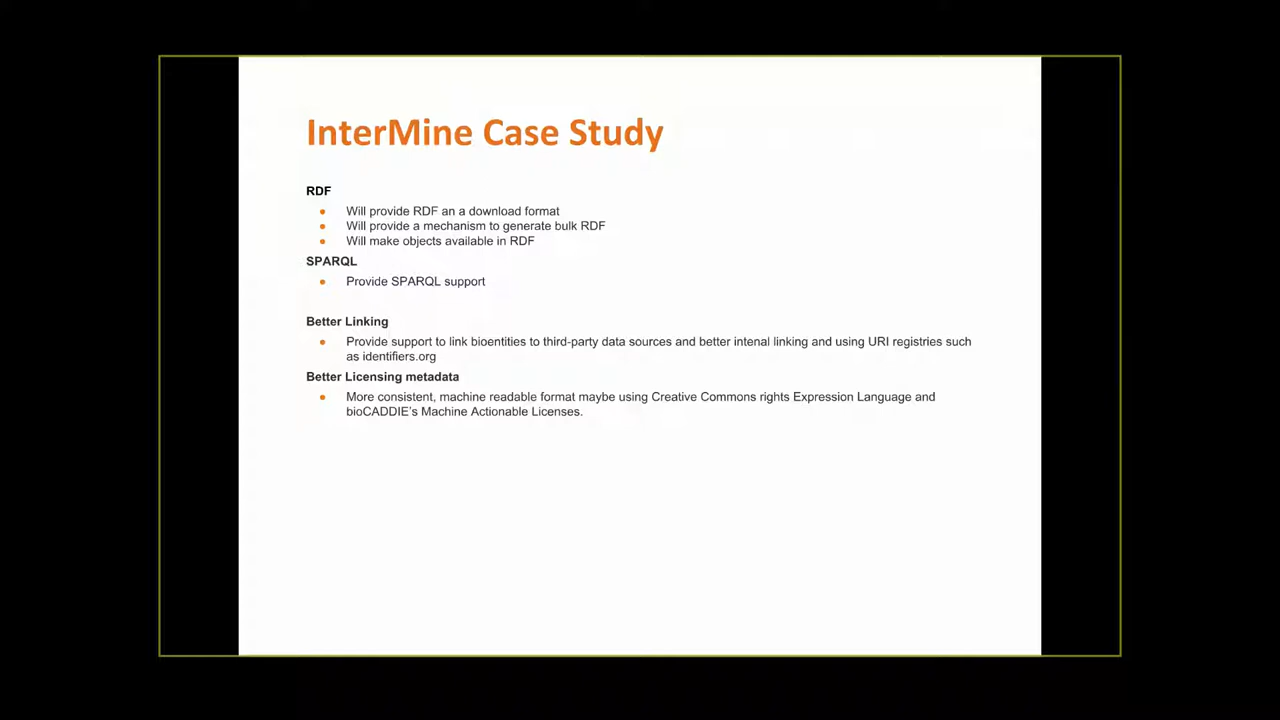 InterMine Case Study
RDF
● Will provide RDF an a download format
● Will provide a mechanism to generate bulk RDF
● Will make objects available in RDF
SPARQL
● Provide SPARQL support
Better Linking
● Provide support to link bioentities to third-party data sources and better intenal linking and using URI registries such
as identifiers.org
Better Licensing metadata
● More consistent, machine readable format maybe using Creative Commons rights Expression Language and
bioCADDIE's Machine Actionable Licenses.